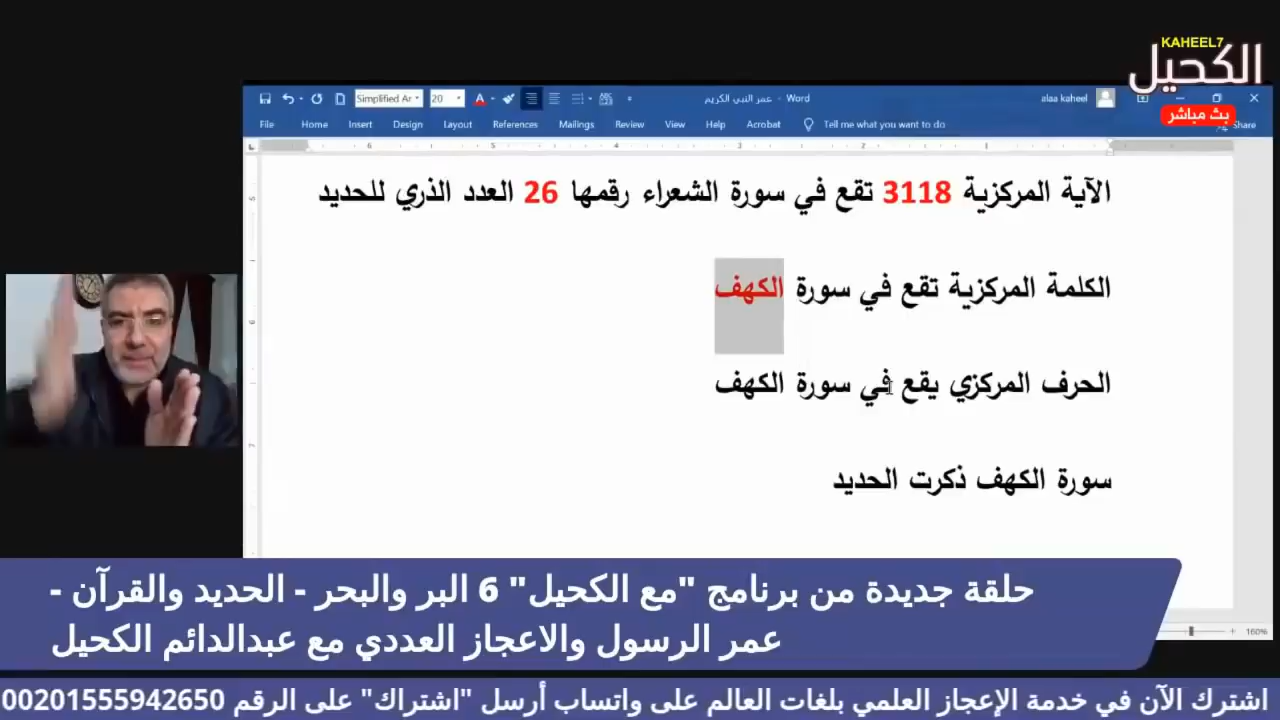 KAHEEL7
الكحيل
بث مباشر
Simplified Ar
20
عمر النبي الكريم - Word
alaa kaheel
File Home Insert Design Layout References Mailings Review View Help Acrobat Tell me what you want to do Share
الآية المركزية 3118 تقع في سورة الشعراء رقمها 26 العدد الذري للحديد
الكلمة المركزية تقع في سورة الكهف
الحرف المركزي يقع في سورة الكهف
سورة الكهف ذكرت الحديد
160%
حلقة جديدة من برنامج "مع الكحيل" 6 البر والبحر - الحديد والقرآن -
عمر الرسول والاعجاز العددي مع عبدالدائم الكحيل
اشترك الآن في خدمة الإعجاز العلمي بلغات العالم على واتساب أرسل "اشتراك" على الرقم 00201555942650